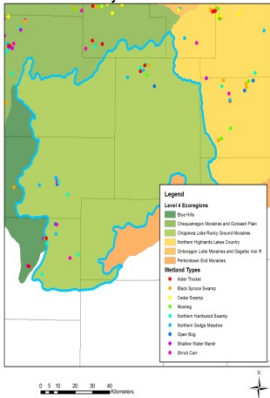 Legend
Level 4 Ecoregions
Blue Hills
Chequamegon Moraines and Outwash Plain
Chippewa Lobe Rocky Ground Moraines
Northern Highlands Lakes Country
Ontonagon Lobe Moraines and Gogebic Iron R
Perkinstown End Moraines
Wetland Types
Alder Thicket
Black Spruce Swamp
Cedar Swamp
Muskeg
Northern Hardwood Swamp
Northern Sedge Meadow
Open Bog
Shallow Water Marsh
Shrub Carr
0 5 10 20 30 40
Kilometers
N